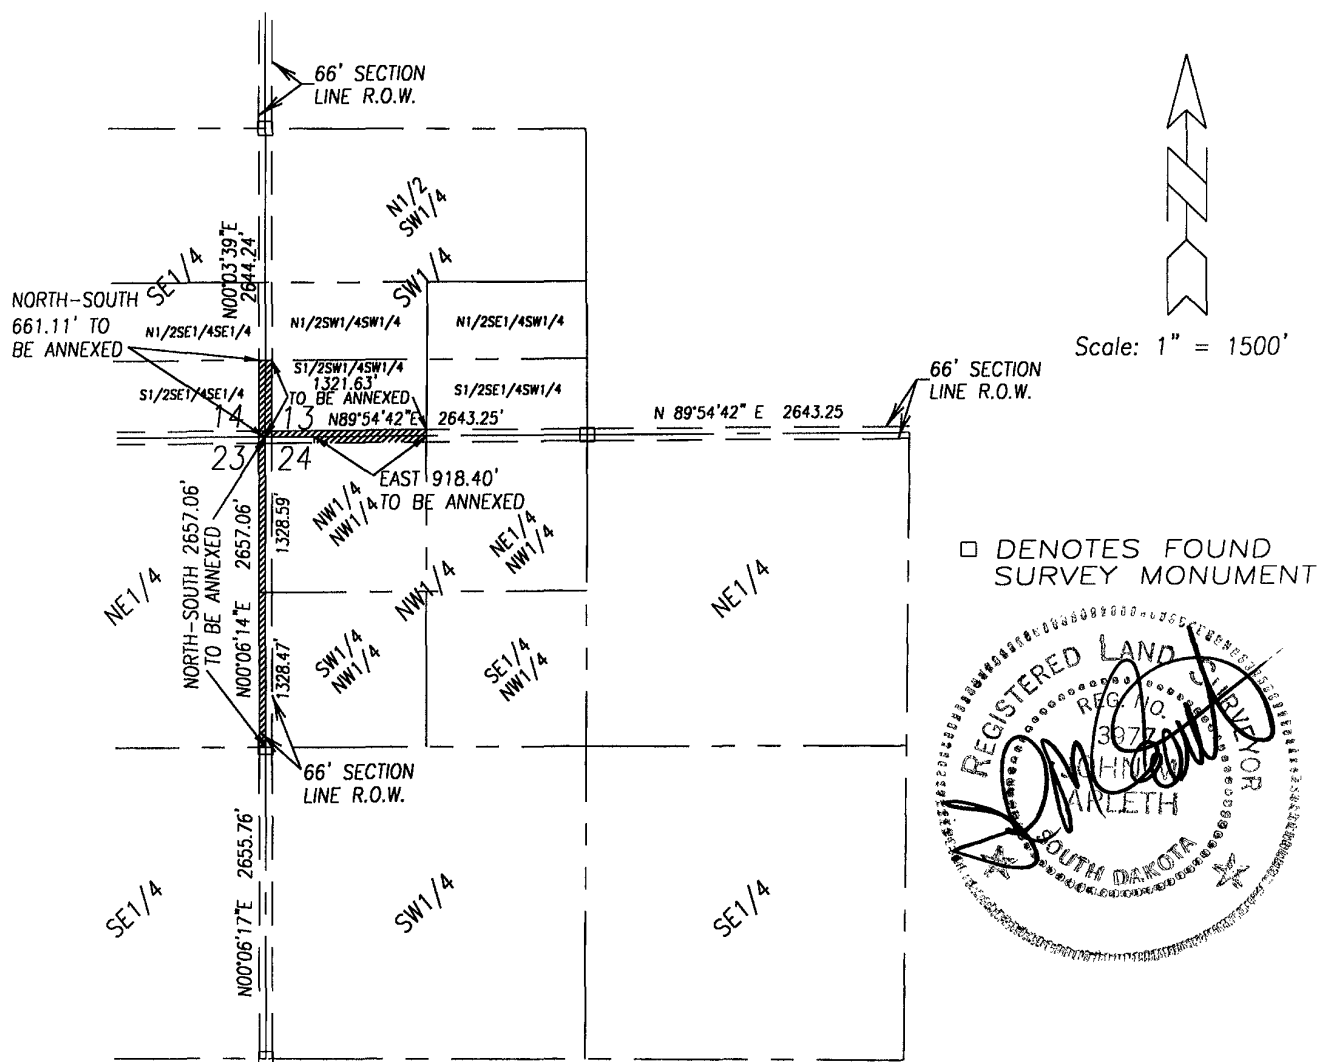 66' SECTION
LINE R.O.W.
N1/2
SW1/4
SE1/4
N00°03'39"E
2644.24'
SW1/4
NORTH-SOUTH
661.11' TO
BE ANNEXED
N1/2SE1/4SE1/4
N1/2SW1/4SW1/4
N1/2SE1/4SW1/4
Scale: 1" = 1500'
S1/2SE1/4SE1/4
S1/2SW1/4SW1/4
1321.63'
TO BE ANNEXED
S1/2SE1/4SW1/4
66' SECTION
LINE R.O.W.
14
13
N89°54'42"E
2643.25'
N 89°54'42" E 2643.25
23
24
EAST 918.40'
TO BE ANNEXED
NORTH-SOUTH 2657.06'
TO BE ANNEXED
N00°06'14"E 2657.06'
1328.59'
NW1/4
NW1/4
NE1/4
NW1/4
□ DENOTES FOUND
SURVEY MONUMENT
NE1/4
NW1/4
NE1/4
1328.47'
SW1/4
NW1/4
SE1/4
NW1/4
66' SECTION
LINE R.O.W.
REGISTERED LAND SURVEYOR
REG. NO.
3977
JOHN
ARLETH
SOUTH DAKOTA
N00°06'17"E 2655.76'
SE1/4
SW1/4
SE1/4